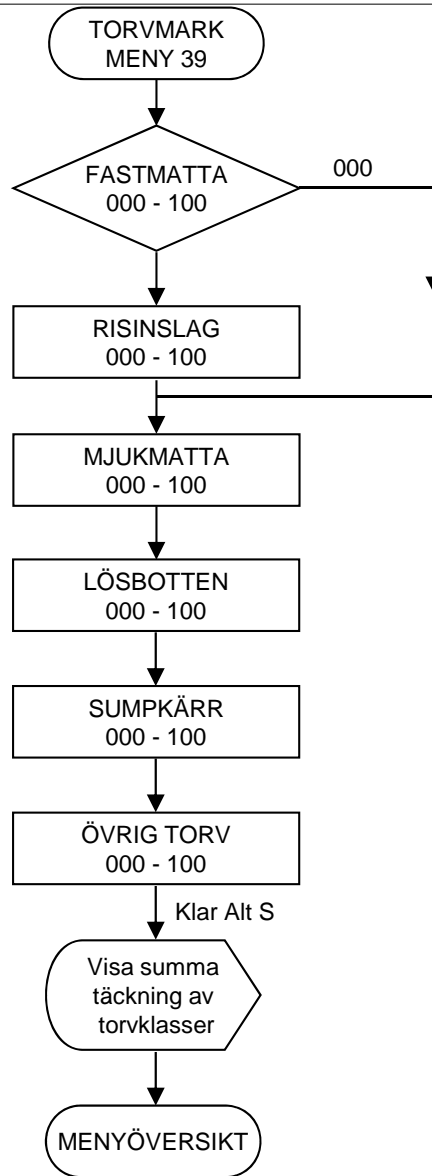 TORVMARK
MENY 39
FASTMATTA
000 - 100
000
RISINSLAG
000 - 100
MJUKMATTA
000 - 100
LÖSBOTTEN
000 - 100
SUMPKÄRR
000 - 100
ÖVRIG TORV
000 - 100
Klar Alt S
Visa summa
täckning av
torvklasser
MENYÖVERSIKT